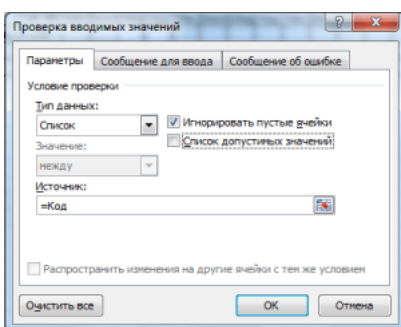 Проверка вводимых значений
Параметры Сообщение для ввода Сообщение об ошибке
Условие проверки
Тип данных:
Список Игнорировать пустые ячейки
Значение: Список допустимых значений
между
Источник:
=Код
Распространить изменения на другие ячейки с тем же условием
Очистить все OK Отмена